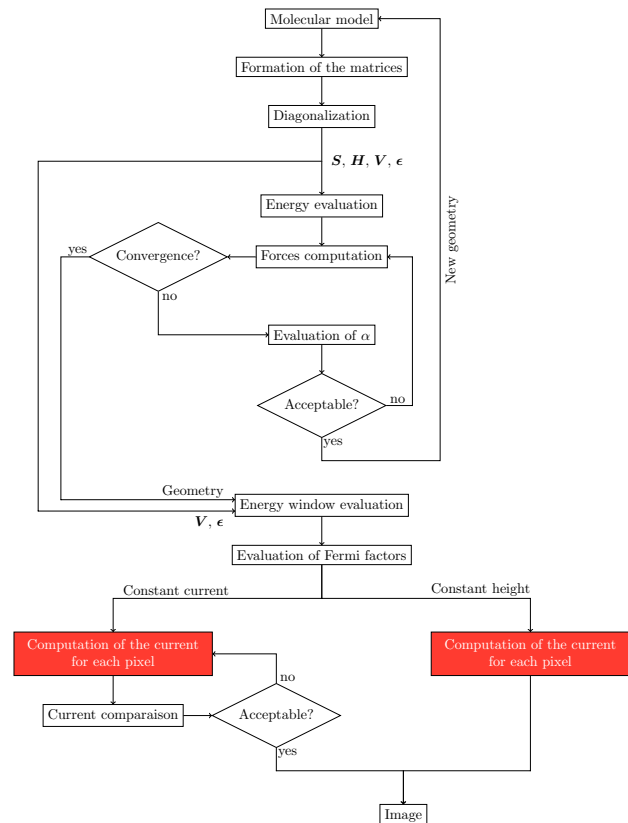 Molecular model
Formation of the matrices
Diagonalization
S, H, V, ϵ
Energy evaluation
New geometry
yes
Convergence?
Forces computation
no
Evaluation of α
Acceptable?
no
yes
Geometry
Energy window evaluation
V, ϵ
Evaluation of Fermi factors
Constant current
Constant height
Computation of the current
for each pixel
Computation of the current
for each pixel
no
Current comparaison
Acceptable?
yes
Image